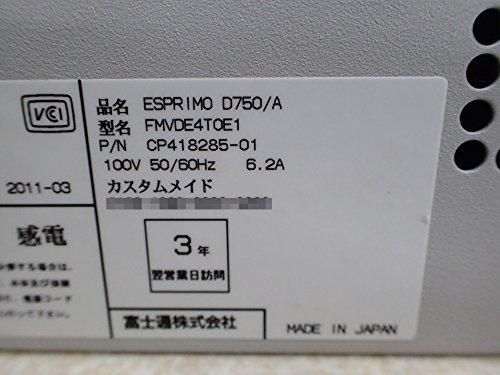 VCI
品名 ESPRIMO D750/A
型名 FMVDE4T0E1
P/N CP418285-01
100V 50/60Hz 6.2A
カスタムメイド
2011-03
感電
3年
翌営業日訪問
富士通株式会社
MADE IN JAPAN